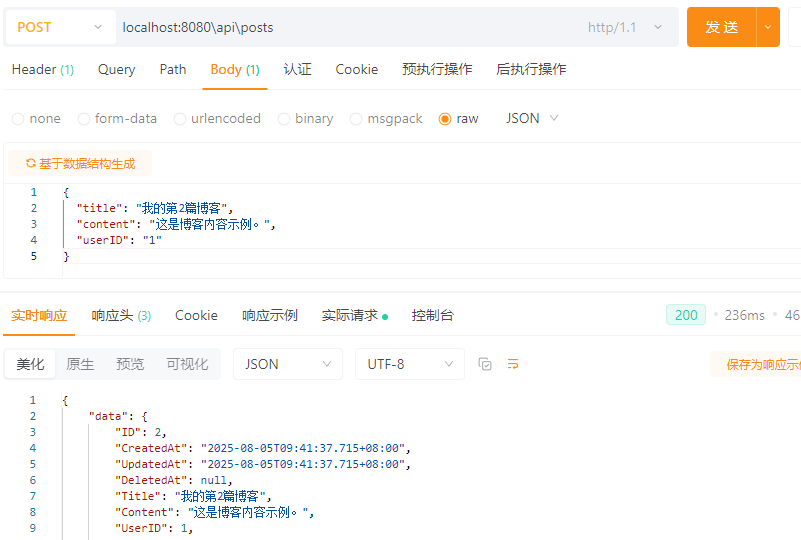 POST localhost:8080\api\posts http/1.1 发 送
Header (1) Query Path Body (1) 认证 Cookie 预执行操作 后执行操作
none form-data urlencoded binary msgpack raw JSON
基于数据结构生成
1 {
2 "title": "我的第2篇博客",
3 "content": "这是博客内容示例。",
4 "userID": "1"
5 }
实时响应 响应头 (3) Cookie 响应示例 实际请求 控制台 200 236ms 46
美化 原生 预览 可视化 JSON UTF-8 保存为响应示
1 {
2 "data": {
3 "ID": 2,
4 "CreatedAt": "2025-08-05T09:41:37.715+08:00",
5 "UpdatedAt": "2025-08-05T09:41:37.715+08:00",
6 "DeletedAt": null,
7 "Title": "我的第2篇博客",
8 "Content": "这是博客内容示例。",
9 "UserID": 1,